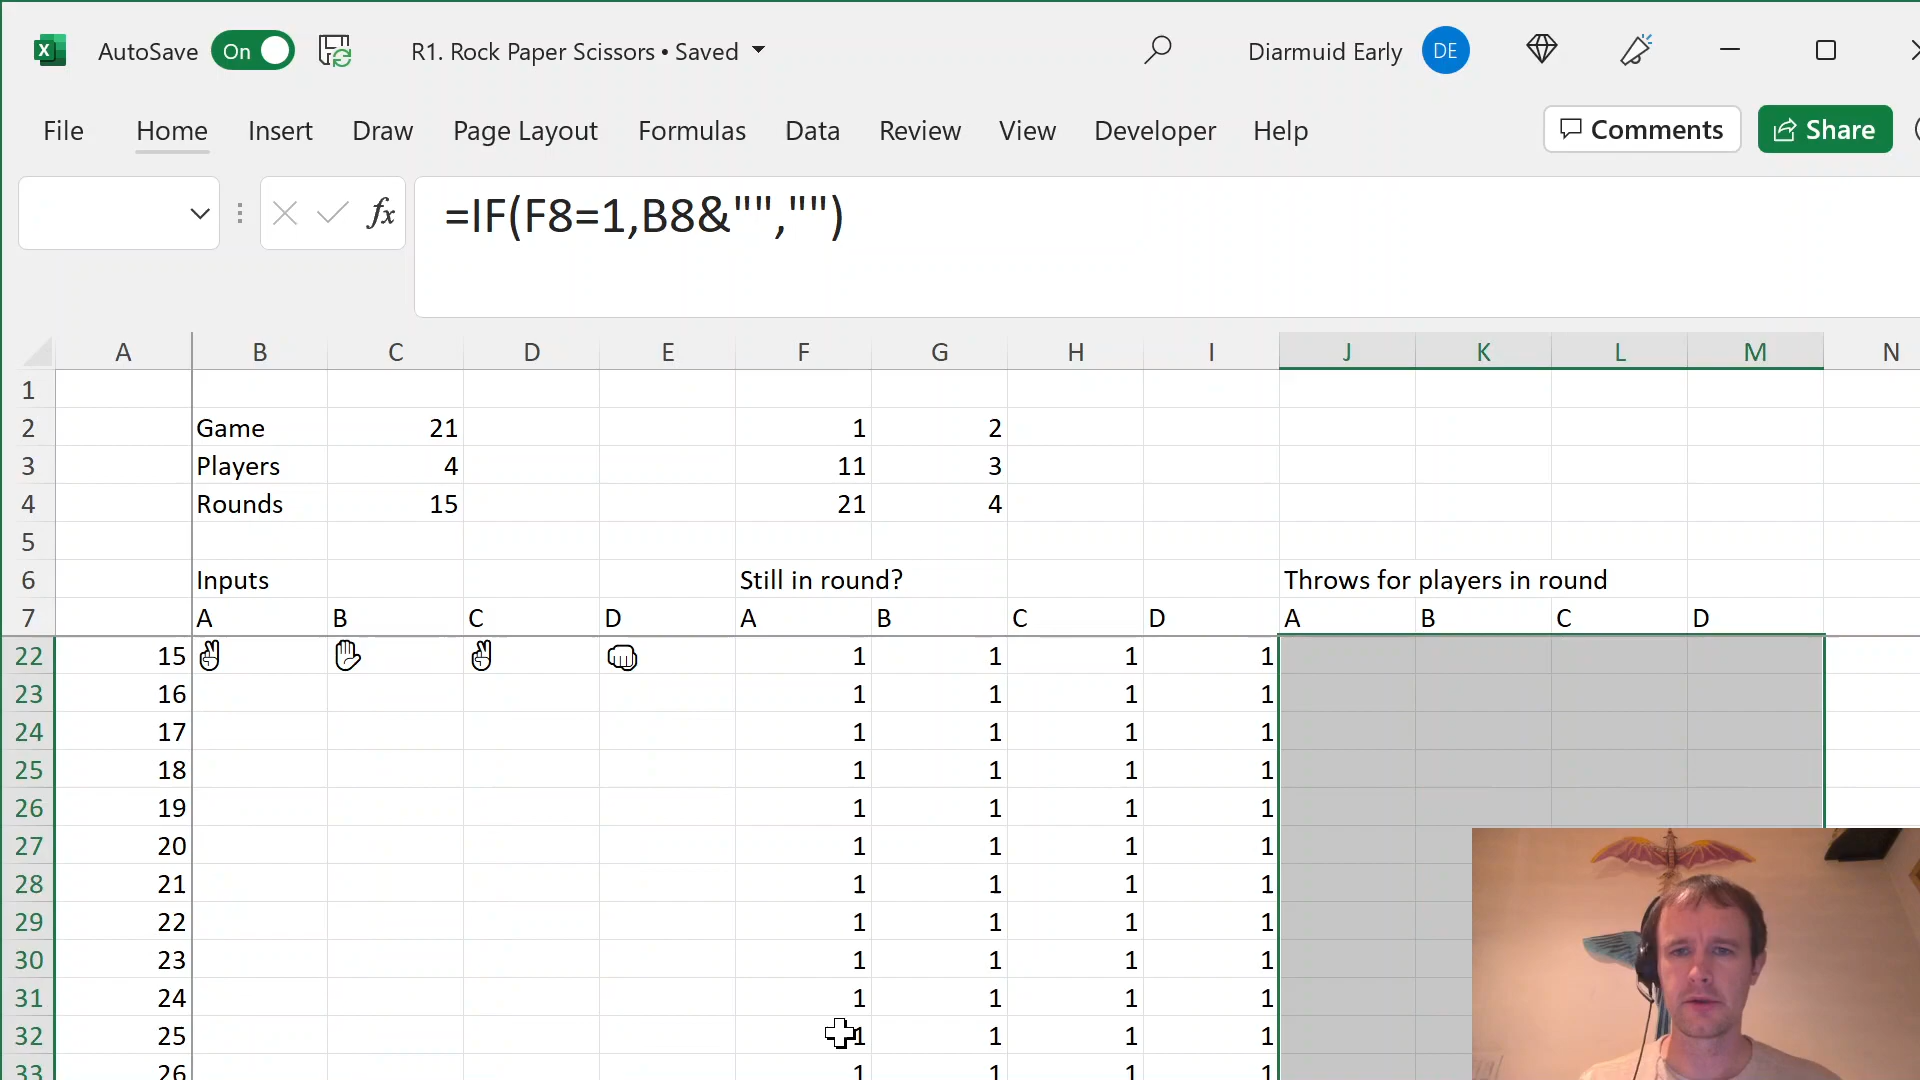 AutoSave On R1. Rock Paper Scissors • Saved Diarmuid Early DE
File Home Insert Draw Page Layout Formulas Data Review View Developer Help Comments Share
fx =IF(F8=1,B8&"","")
A B C D E F G H I J K L M N
1
2 Game 21 1 2
3 Players 4 11 3
4 Rounds 15 21 4
5
6 Inputs Still in round? Throws for players in round
7 A B C D A B C D A B C D
22 15 ✌ ✋ ✌ 👊 1 1 1 1
23 16 1 1 1 1
24 17 1 1 1 1
25 18 1 1 1 1
26 19 1 1 1 1
27 20 1 1 1 1
28 21 1 1 1 1
29 22 1 1 1 1
30 23 1 1 1 1
31 24 1 1 1 1
32 25 1 1 1 1
33 26 1 1 1 1